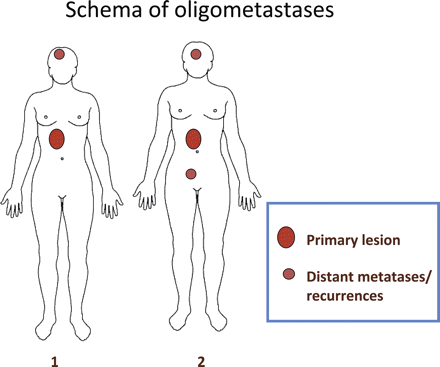 Schema of oligometastases
Primary lesion
Distant metatases/
recurrences
1
2